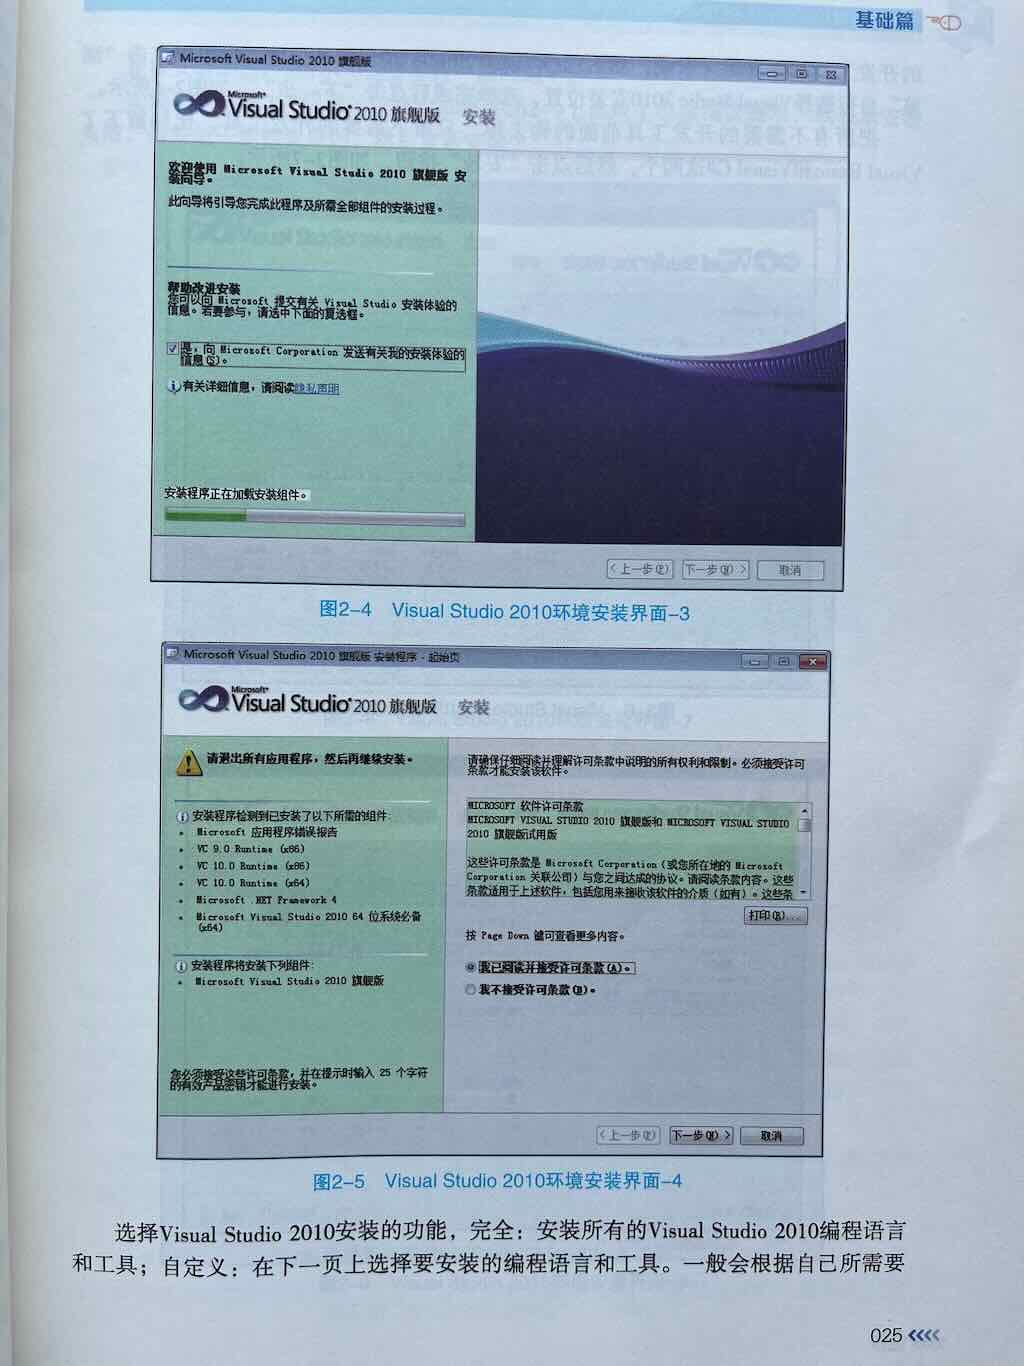 基础篇
Microsoft Visual Studio 2010 旗舰版
Microsoft®
Visual Studio® 2010 旗舰版 安装
欢迎使用 Microsoft Visual Studio 2010 旗舰版 安
装向导。
此向导将引导您完成此程序及所需全部组件的安装过程。
帮助改进安装
您可以向 Microsoft 提交有关 Visual Studio 安装体验的
信息。若要参与，请选中下面的复选框。
是，向 Microsoft Corporation 发送有关我的安装体验的
信息(S)。
有关详细信息，请阅读隐私声明
安装程序正在加载安装组件。
< 上一步(P) 下一步(N) > 取消
图2-4 Visual Studio 2010环境安装界面-3
Microsoft Visual Studio 2010 旗舰版 安装程序 - 起始页
Microsoft®
Visual Studio® 2010 旗舰版 安装
请退出所有应用程序，然后再继续安装。
安装程序检测到已安装了以下所需的组件:
Microsoft 应用程序错误报告
VC 9.0 Runtime (x86)
VC 10.0 Runtime (x86)
VC 10.0 Runtime (x64)
Microsoft .NET Framework 4
Microsoft Visual Studio 2010 64 位系统必备
(x64)
安装程序将安装下列组件:
Microsoft Visual Studio 2010 旗舰版
您必须接受这些许可条款，并在提示时输入 25 个字符
的有效产品密钥才能进行安装。
请确保仔细阅读并理解许可条款中说明的所有权利和限制。必须接受许可
条款才能安装该软件。
MICROSOFT 软件许可条款
MICROSOFT VISUAL STUDIO 2010 旗舰版和 MICROSOFT VISUAL STUDIO
2010 旗舰版试用版
这些许可条款是 Microsoft Corporation（或您所在地的 Microsoft
Corporation 关联公司）与您之间达成的协议。请阅读条款内容。这些
条款适用于上述软件，包括您用来接收该软件的介质（如有）。这些条
打印(R)...
按 Page Down 键可查看更多内容。
我已阅读并接受许可条款(A)。
我不接受许可条款(D)。
< 上一步(P) 下一步(N) > 取消
图2-5 Visual Studio 2010环境安装界面-4
选择Visual Studio 2010安装的功能，完全：安装所有的Visual Studio 2010编程语言
和工具；自定义：在下一页上选择要安装的编程语言和工具。一般会根据自己所需要
025